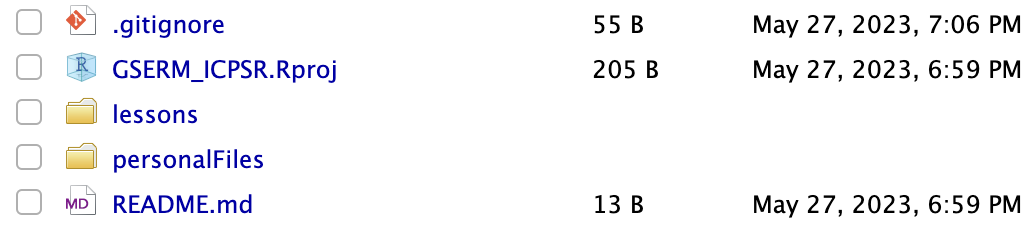 .gitignore 55 B May 27, 2023, 7:06 PM
R GSERM_ICPSR.Rproj 205 B May 27, 2023, 6:59 PM
lessons
personalFiles
MD README.md 13 B May 27, 2023, 6:59 PM